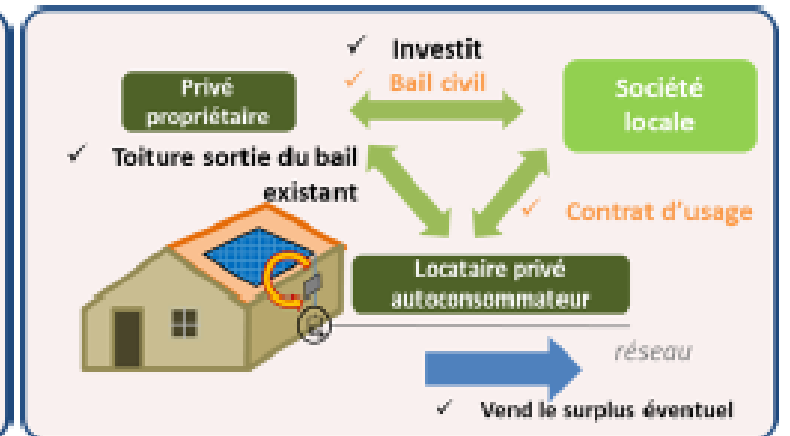 ✓ Investit
✓ Bail civil
Privé
propriétaire
Société
locale
✓ Toiture sortie du bail
existant
✓ Contrat d'usage
Locataire privé
autoconsommateur
réseau
✓ Vend le surplus éventuel